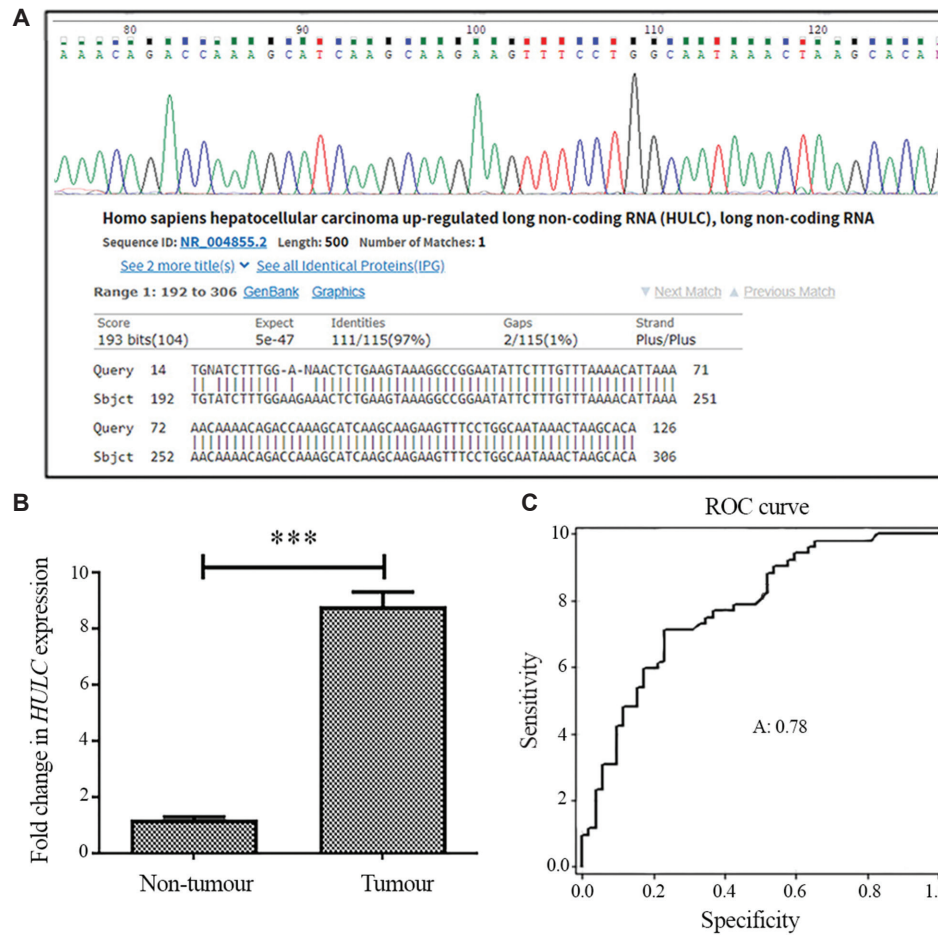 A
80 90 100 110 120
A A A C A G A C C A A A G C A T C A A G C A A G A A G T T T C C T G G C A A T A A A C T A A G C A C A
Homo sapiens hepatocellular carcinoma up-regulated long non-coding RNA (HULC), long non-coding RNA
Sequence ID: NR_004855.2 Length: 500 Number of Matches: 1
See 2 more title(s) See all Identical Proteins(IPG)
Range 1: 192 to 306 GenBank Graphics Next Match Previous Match
Score Expect Identities Gaps Strand
193 bits(104) 5e-47 111/115(97%) 2/115(1%) Plus/Plus
Query 14 TGNATCTTTGG-A-NAACTCTGAAGTAAAGGCCGGAATATTCTTTGTTTAAAACATTAAA 71
Sbjct 192 TGTATCTTTGGAAGAAACTCTGAAGTAAAGGCCGGAATATTCTTTGTTTAAAACATTAAA 251
Query 72 AACAAAACAGACCAAAGCATCAAGCAAGAAGTTTCCTGGCAATAAACTAAGCACA 126
Sbjct 252 AACAAAACAGACCAAAGCATCAAGCAAGAAGTTTCCTGGCAATAAACTAAGCACA 306
B
***
Fold change in HULC expression
10
8
6
4
2
0
Non-tumour Tumour
C
ROC curve
Sensitivity
10
8
6
4
2
0.0
A: 0.78
0.0 0.2 0.4 0.6 0.8 1.
Specificity